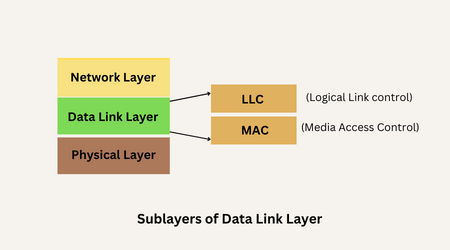 Network Layer
Data Link Layer
Physical Layer
LLC
(Logical Link control)
MAC
(Media Access Control)
Sublayers of Data Link Layer